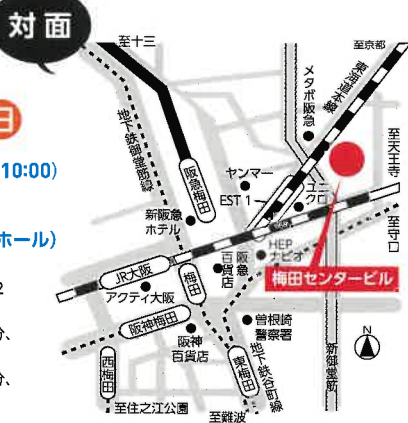 対面
日
10:00)
ホール)
2
分、
分、
至十三
至京都
東海道本線
メタボ阪急
地下鉄御堂筋線
至天王寺
ヤンマー
阪急梅田
EST 1
ユニクロ
新阪急
ホテル
至守口
HEP
ナビオ
JR大阪
梅田
阪急
百貨店
梅田センタービル
アクティ大阪
阪神梅田
曽根崎
警察署
阪神
百貨店
西梅田
東梅田
地下鉄谷町線
新御堂筋
N
至住之江公園
至難波